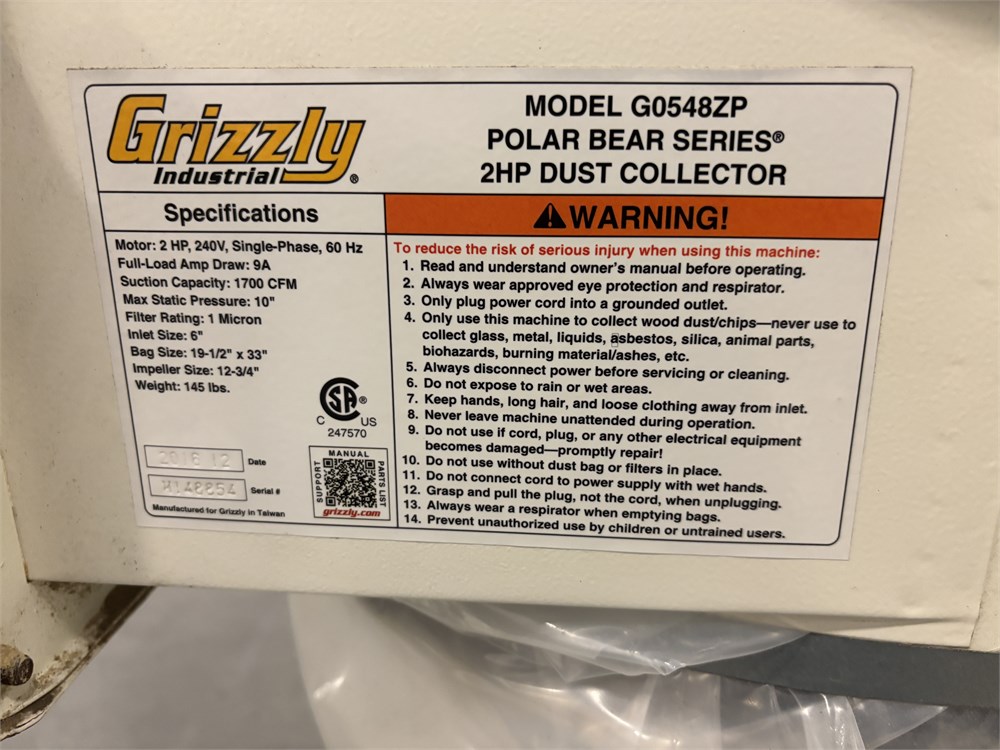 Grizzly
Industrial®
MODEL G0548ZP
POLAR BEAR SERIES®
2HP DUST COLLECTOR
Specifications
Motor: 2 HP, 240V, Single-Phase, 60 Hz
Full-Load Amp Draw: 9A
Suction Capacity: 1700 CFM
Max Static Pressure: 10"
Filter Rating: 1 Micron
Inlet Size: 6"
Bag Size: 19-1/2" x 33"
Impeller Size: 12-3/4"
Weight: 145 lbs.
CSA®
C US
247570
2016 12 Date
H148854 Serial #
Manufactured for Grizzly in Taiwan
MANUAL
SUPPORT
PARTS LIST
grizzly.com
WARNING!
To reduce the risk of serious injury when using this machine:
1. Read and understand owner's manual before operating.
2. Always wear approved eye protection and respirator.
3. Only plug power cord into a grounded outlet.
4. Only use this machine to collect wood dust/chips—never use to
collect glass, metal, liquids, asbestos, silica, animal parts,
biohazards, burning material/ashes, etc.
5. Always disconnect power before servicing or cleaning.
6. Do not expose to rain or wet areas.
7. Keep hands, long hair, and loose clothing away from inlet.
8. Never leave machine unattended during operation.
9. Do not use if cord, plug, or any other electrical equipment
becomes damaged—promptly repair!
10. Do not use without dust bag or filters in place.
11. Do not connect cord to power supply with wet hands.
12. Grasp and pull the plug, not the cord, when unplugging.
13. Always wear a respirator when emptying bags.
14. Prevent unauthorized use by children or untrained users.